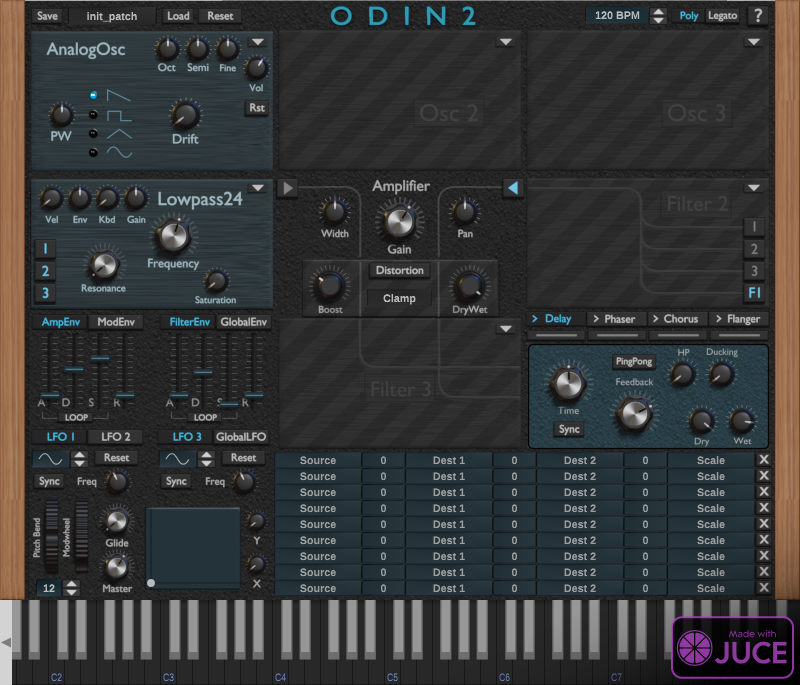 Save init_patch Load Reset ODIN 2 120 BPM Poly Legato ?
AnalogOsc
Oct Semi Fine
Vol
Rst
PW
Drift
Osc 2
Osc 3
Vel Env Kbd Gain
Lowpass24
1
2
3
Resonance
Frequency
Saturation
Amplifier
Width
Gain
Pan
Distortion
Boost
Clamp
DryWet
Filter 2
1
2
3
FI
Filter 3
AmpEnv ModEnv FilterEnv GlobalEnv
A D S R A D S R
LOOP LOOP
> Delay > Phaser > Chorus > Flanger
PingPong
HP
Ducking
Feedback
Time
Sync
Dry
Wet
LFO 1 LFO 2 LFO 3 GlobalLFO
Reset Reset
Sync Freq Sync Freq
Pitch Bend
Modwheel
Glide
Master
12
Y
X
Source 0 Dest 1 0 Dest 2 0 Scale X
Source 0 Dest 1 0 Dest 2 0 Scale X
Source 0 Dest 1 0 Dest 2 0 Scale X
Source 0 Dest 1 0 Dest 2 0 Scale X
Source 0 Dest 1 0 Dest 2 0 Scale X
Source 0 Dest 1 0 Dest 2 0 Scale X
Source 0 Dest 1 0 Dest 2 0 Scale X
Source 0 Dest 1 0 Dest 2 0 Scale X
Source 0 Dest 1 0 Dest 2 0 Scale X
C2 C3 C4 C5 C6 C7
Made with
JUCE